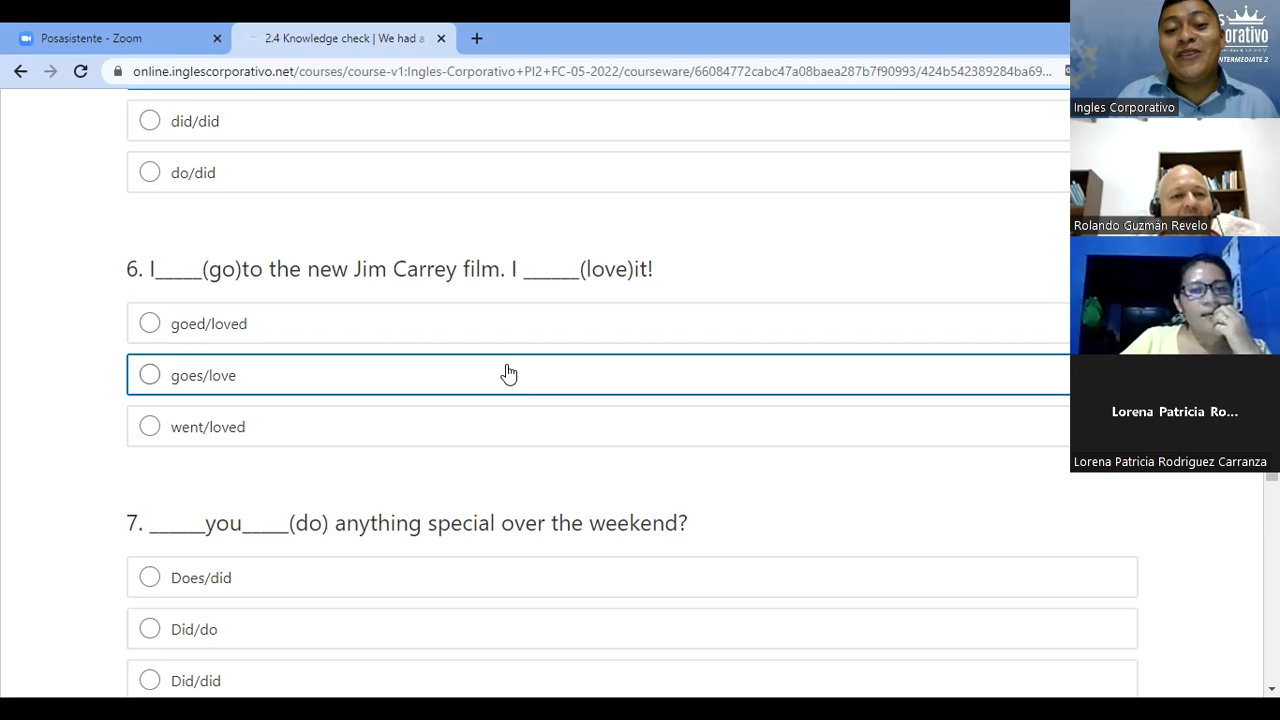 Posasistente - Zoom
2.4 Knowledge check | We had a
online.inglescorporativo.net/courses/course-v1:Ingles-Corporativo+PI2+FC-05-2022/courseware/66084772cabc47a08baea287b7f90993/424b542389284ba69...
did/did
do/did
6. I_____(go)to the new Jim Carrey film. I ______(love)it!
goed/loved
goes/love
went/loved
7. ______you_____(do) anything special over the weekend?
Does/did
Did/do
Did/did
S
orativo
INTERMEDIATE 2
Ingles Corporativo
Rolando Guzmán Revelo
Lorena Patricia Ro...
Lorena Patricia Rodriguez Carranza